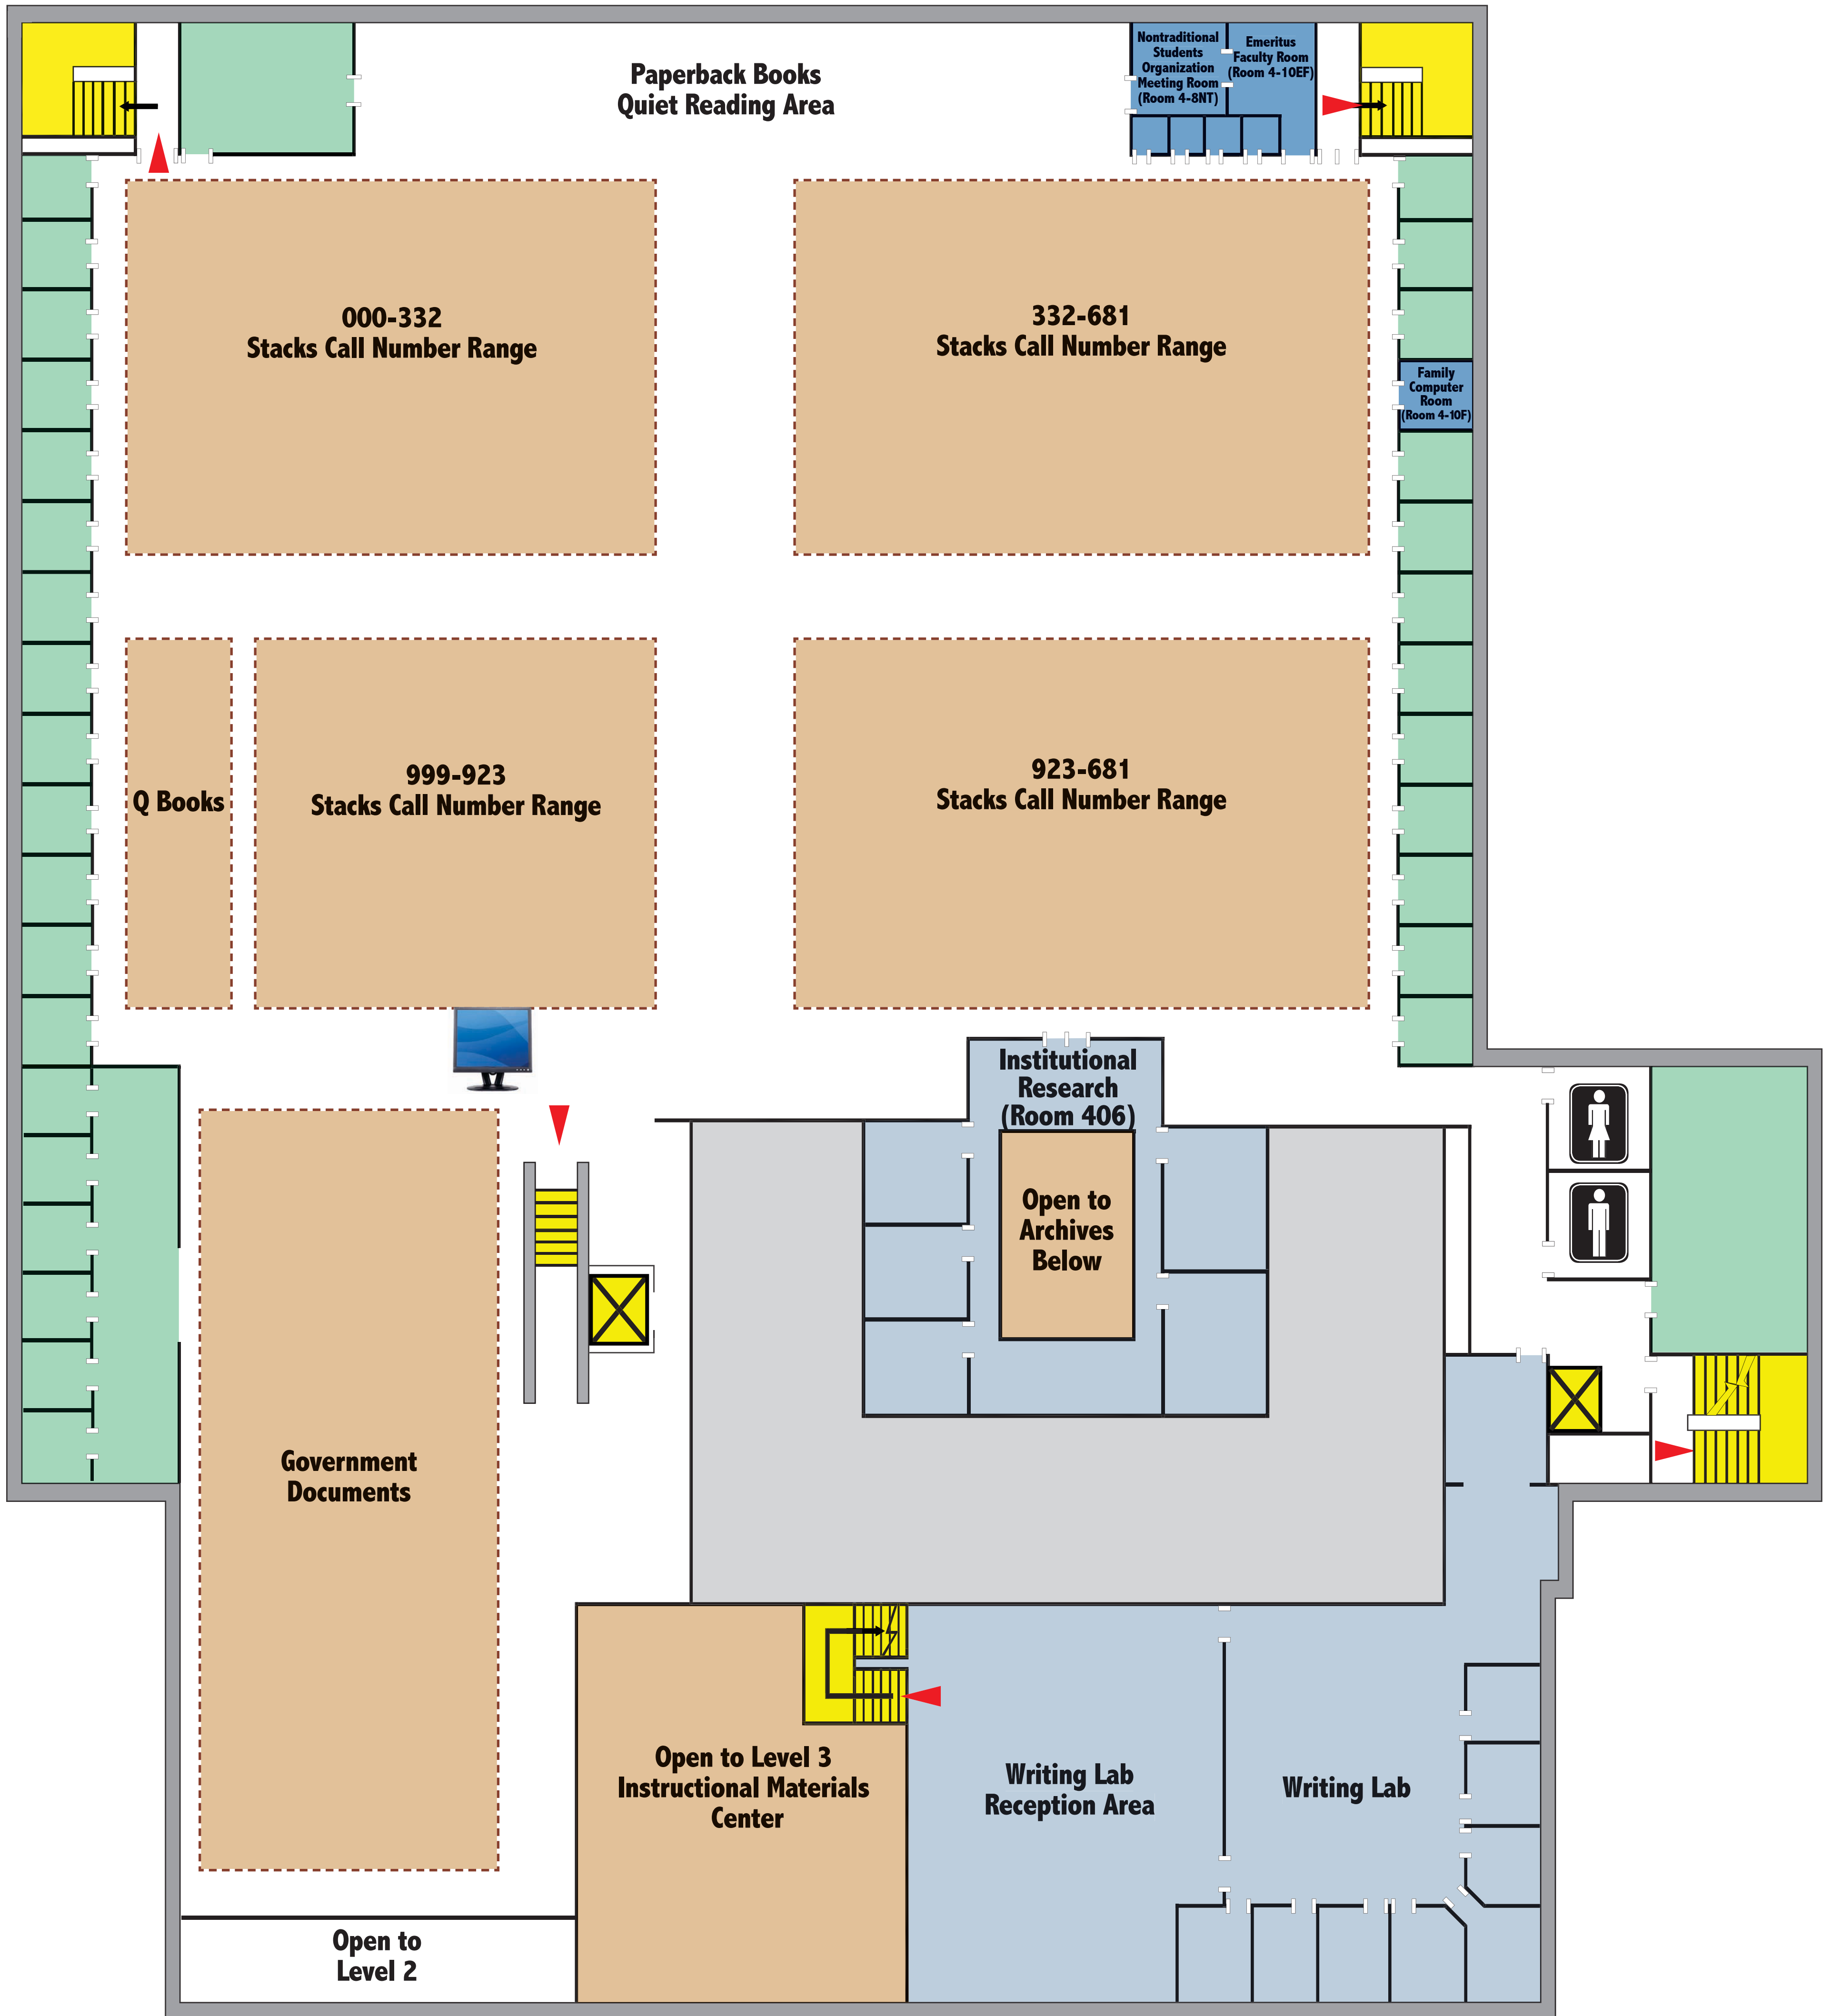 Paperback Books
Quiet Reading Area
Nontraditional
Students
Organization
Meeting Room
(Room 4-8NT)
Emeritus
Faculty Room
(Room 4-10EF)
000-332
Stacks Call Number Range
332-681
Stacks Call Number Range
Family
Computer
Room
(Room 4-10F)
Q Books
999-923
Stacks Call Number Range
923-681
Stacks Call Number Range
Institutional
Research
(Room 406)
Open to
Archives
Below
Government
Documents
Open to Level 3
Instructional Materials
Center
Writing Lab
Reception Area
Writing Lab
Open to
Level 2